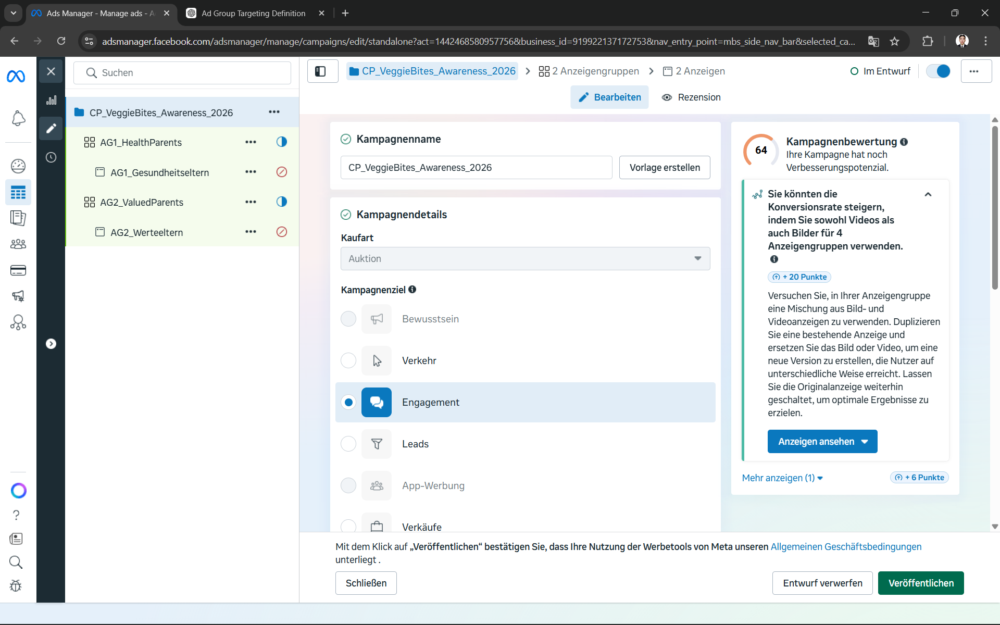 Ads Manager - Manage ads - A
Ad Group Targeting Definition
adsmanager.facebook.com/adsmanager/manage/campaigns/edit/standalone?act=1442468580957756&business_id=919922137172753&nav_entry_point=mbs_side_nav_bar&selected_ca...
Suchen
CP_VeggieBites_Awareness_2026
AG1_HealthParents
AG1_Gesundheitseltern
AG2_ValuedParents
AG2_Werteeltern
CP_VeggieBites_Awareness_2026
2 Anzeigengruppen
2 Anzeigen
Im Entwurf
Bearbeiten
Rezension
Kampagnenname
CP_VeggieBites_Awareness_2026
Vorlage erstellen
Kampagnendetails
Kaufart
Auktion
Kampagnenziel
Bewusstsein
Verkehr
Engagement
Leads
App-Werbung
Verkäufe
64
Kampagnenbewertung
Ihre Kampagne hat noch
Verbesserungspotenzial.
Sie könnten die
Konversionsrate steigern,
indem Sie sowohl Videos als
auch Bilder für 4
Anzeigengruppen verwenden.
+ 20 Punkte
Versuchen Sie, in Ihrer Anzeigengruppe
eine Mischung aus Bild- und
Videoanzeigen zu verwenden. Duplizieren
Sie eine bestehende Anzeige und
ersetzen Sie das Bild oder Video, um eine
neue Version zu erstellen, die Nutzer auf
unterschiedliche Weise erreicht. Lassen
Sie die Originalanzeige weiterhin
geschaltet, um optimale Ergebnisse zu
erzielen.
Anzeigen ansehen
Mehr anzeigen (1)
+ 6 Punkte
Mit dem Klick auf „Veröffentlichen“ bestätigen Sie, dass Ihre Nutzung der Werbetools von Meta unseren Allgemeinen Geschäftsbedingungen
unterliegt .
Schließen
Entwurf verwerfen
Veröffentlichen